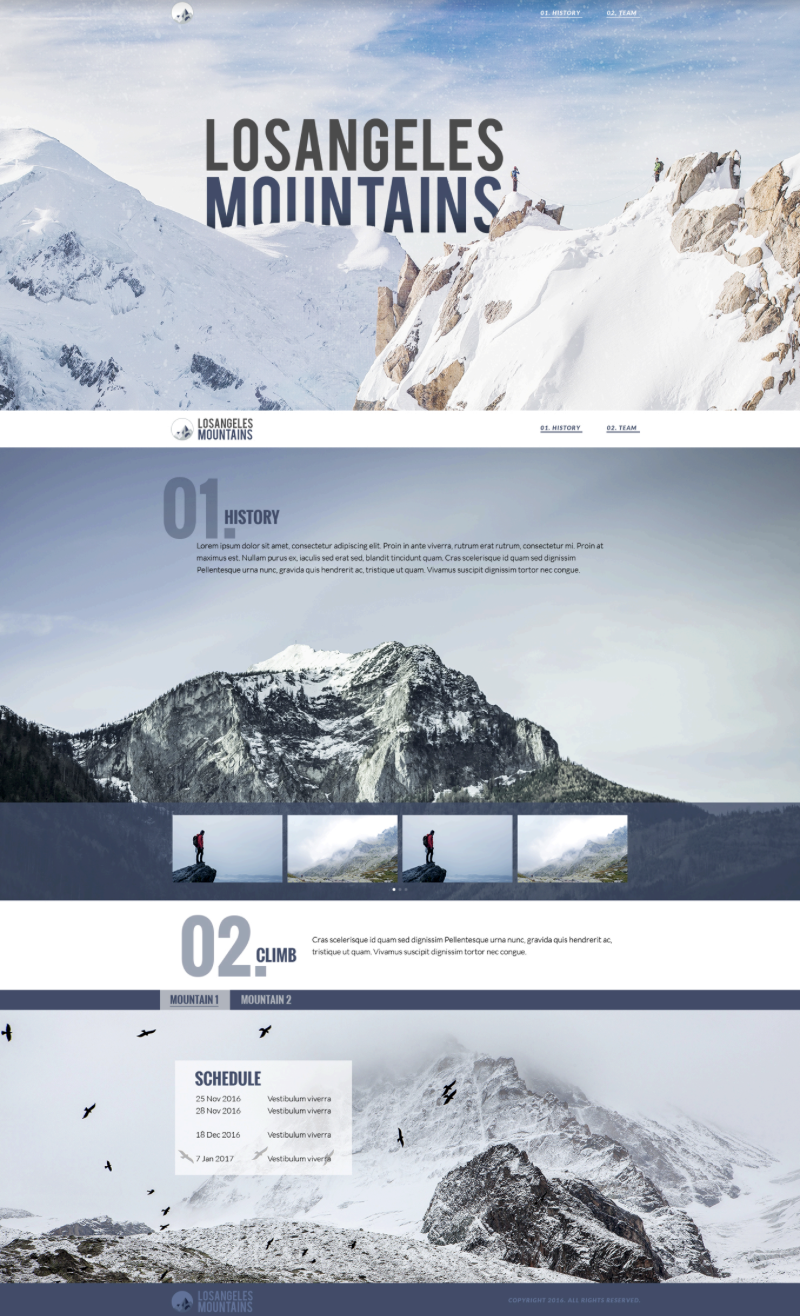 01. HISTORY 02. TEAM
LOSANGELES
MOUNTAINS
LOSANGELES
MOUNTAINS
01. HISTORY 02. TEAM
01. HISTORY
Lorem ipsum dolor sit amet, consectetur adipiscing elit. Proin in ante viverra, rutrum erat rutrum, consectetur mi. Proin at
maximus est. Nullam purus ex, iaculis sed erat sed, blandit tincidunt quam. Cras scelerisque id quam sed dignissim
Pellentesque urna nunc, gravida quis hendrerit ac, tristique ut quam. Vivamus suscipit dignissim tortor nec congue.
02. CLIMB
Cras scelerisque id quam sed dignissim Pellentesque urna nunc, gravida quis hendrerit ac,
tristique ut quam. Vivamus suscipit dignissim tortor nec congue.
MOUNTAIN 1 MOUNTAIN 2
SCHEDULE
25 Nov 2016 Vestibulum viverra
28 Nov 2016 Vestibulum viverra
18 Dec 2016 Vestibulum viverra
7 Jan 2017 Vestibulum viverra
LOSANGELES
MOUNTAINS
COPYRIGHT 2016. ALL RIGHTS RESERVED.